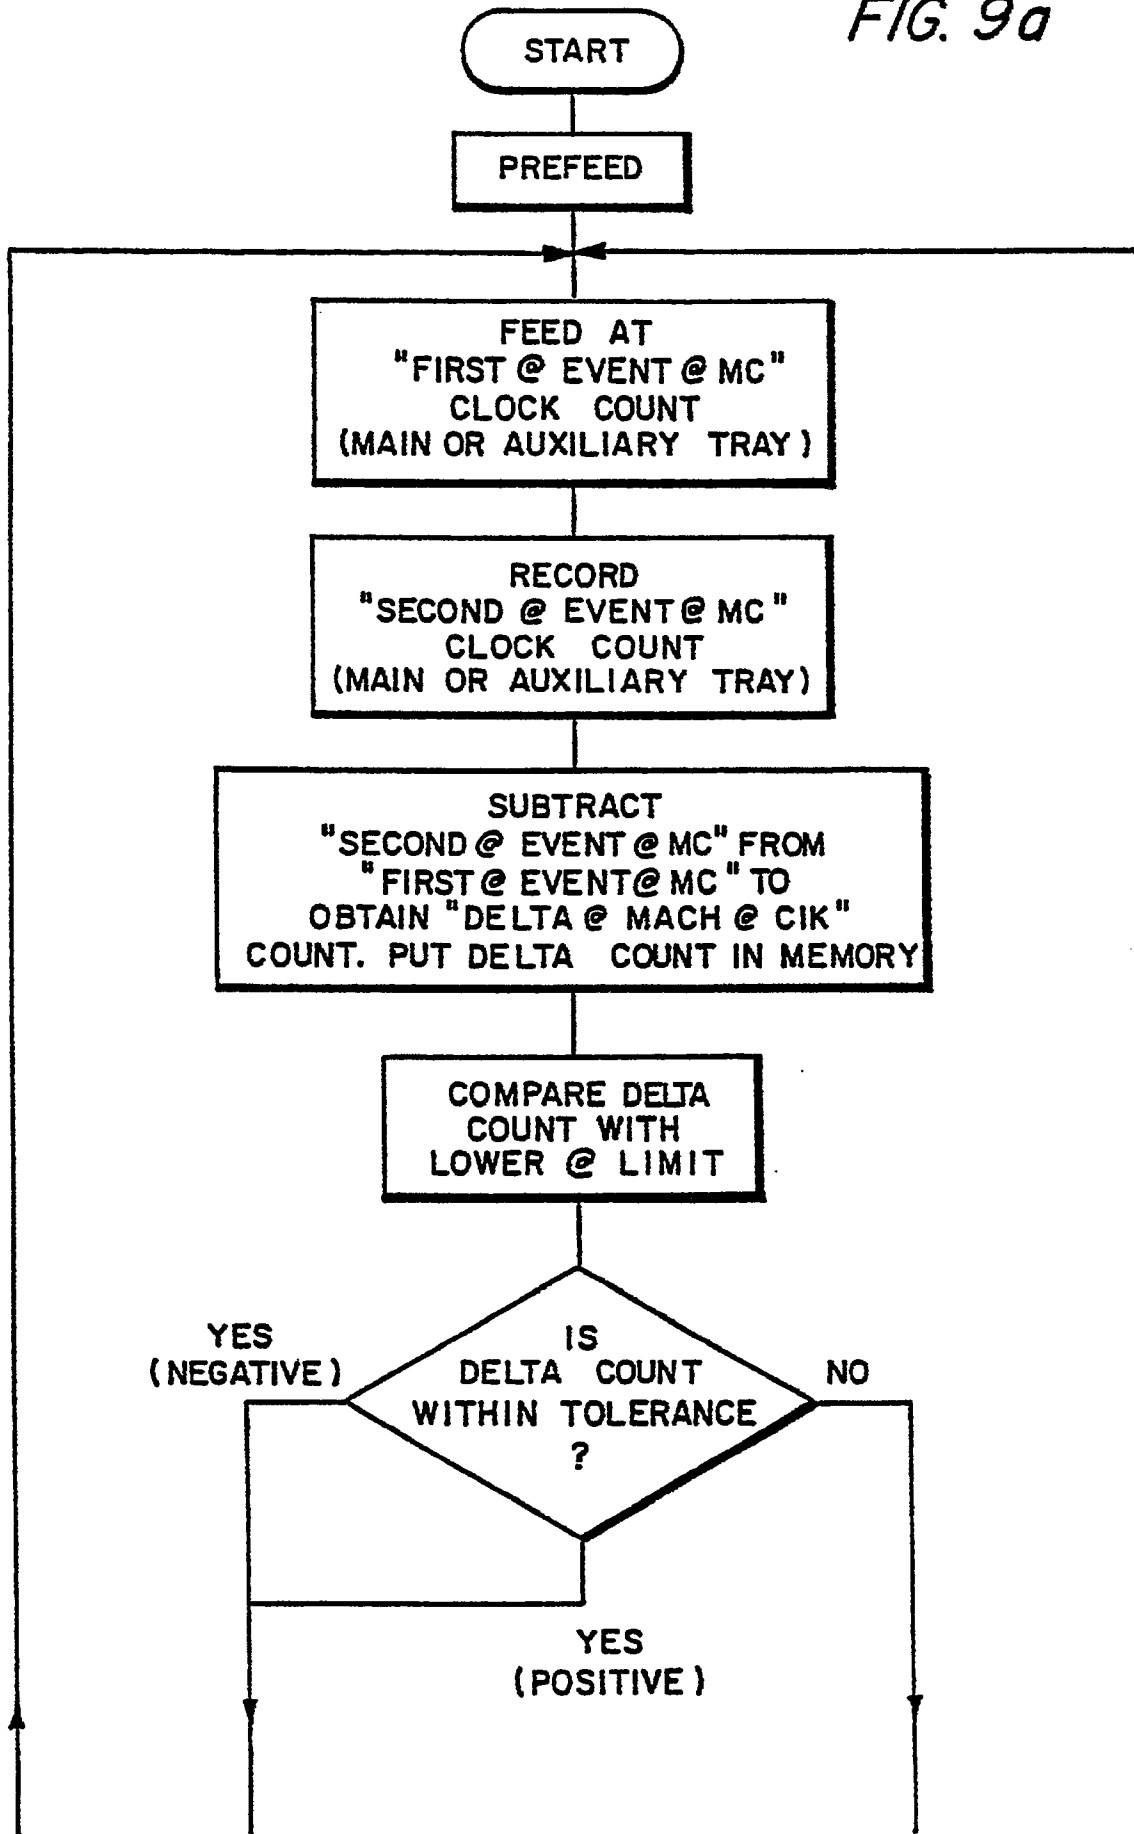 FIG. 9a
START
PREFEED
FEED AT
"FIRST @ EVENT @ MC"
CLOCK COUNT
(MAIN OR AUXILIARY TRAY)
RECORD
"SECOND @ EVENT @ MC"
CLOCK COUNT
(MAIN OR AUXILIARY TRAY)
SUBTRACT
"SECOND @ EVENT @ MC" FROM
"FIRST @ EVENT @ MC" TO
OBTAIN "DELTA @ MACH @ CIK"
COUNT. PUT DELTA COUNT IN MEMORY
COMPARE DELTA
COUNT WITH
LOWER @ LIMIT
IS
DELTA COUNT
WITHIN TOLERANCE
?
YES
(NEGATIVE)
NO
YES
(POSITIVE)